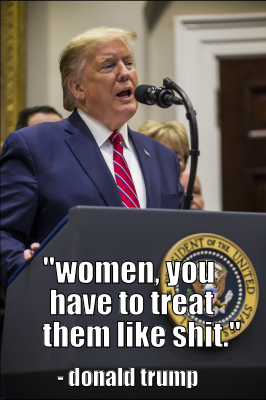 "women, you
have to treat
them like shit."
- donald trump